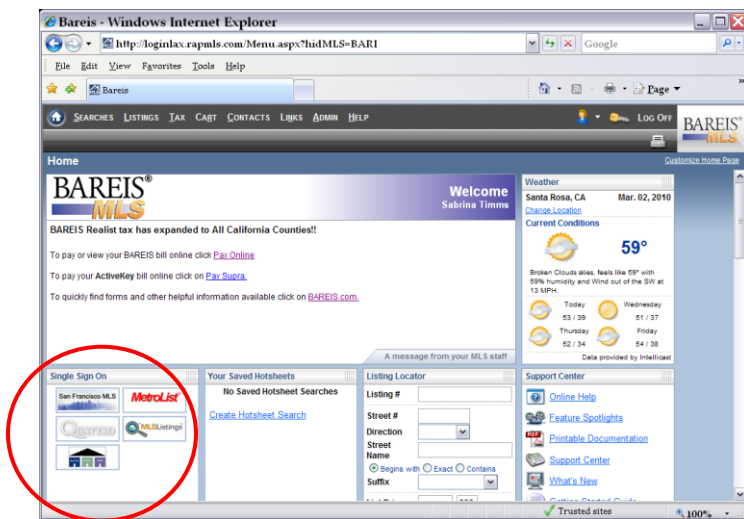 Bareis - Windows Internet Explorer
http://loginlax.rapmls.com/Menu.aspx?hidMLS=BARI
Google
File Edit View Favorites Tools Help
Bareis
Page
SEARCHES LISTINGS TAX CART CONTACTS LINKS ADMIN HELP
LOG OFF
BAREIS®
MLS
Home
Customize Home Page
BAREIS®
MLS
Welcome
Sabrina Timms
BAREIS Realist tax has expanded to All California Counties!!
To pay or view your BAREIS bill online click Pay Online
To pay your ActiveKey bill online click on Pay Supra.
To quickly find forms and other helpful information available click on BAREIS.com.
A message from your MLS staff
Weather
Santa Rosa, CA Mar. 02, 2010
Change Location
Current Conditions
59°
Broken Clouds skies, feels like 59° with
59% humidity and Wind out of the SW at
13 MPH.
Today Wednesday
53 / 39 51 / 37
Thursday Friday
52 / 34 54 / 38
Data provided by Intellicast
Single Sign On
San Francisco MLS
MetroList
QUATTRO
MLSListings
Your Saved Hotsheets
No Saved Hotsheet Searches
Create Hotsheet Search
Listing Locator
Listing #
Street #
Direction
Street
Name
Begins with Exact Contains
Suffix
Support Center
Online Help
Feature Spotlights
Printable Documentation
Support Center
What's New
Getting Started Guide
Trusted sites
100%